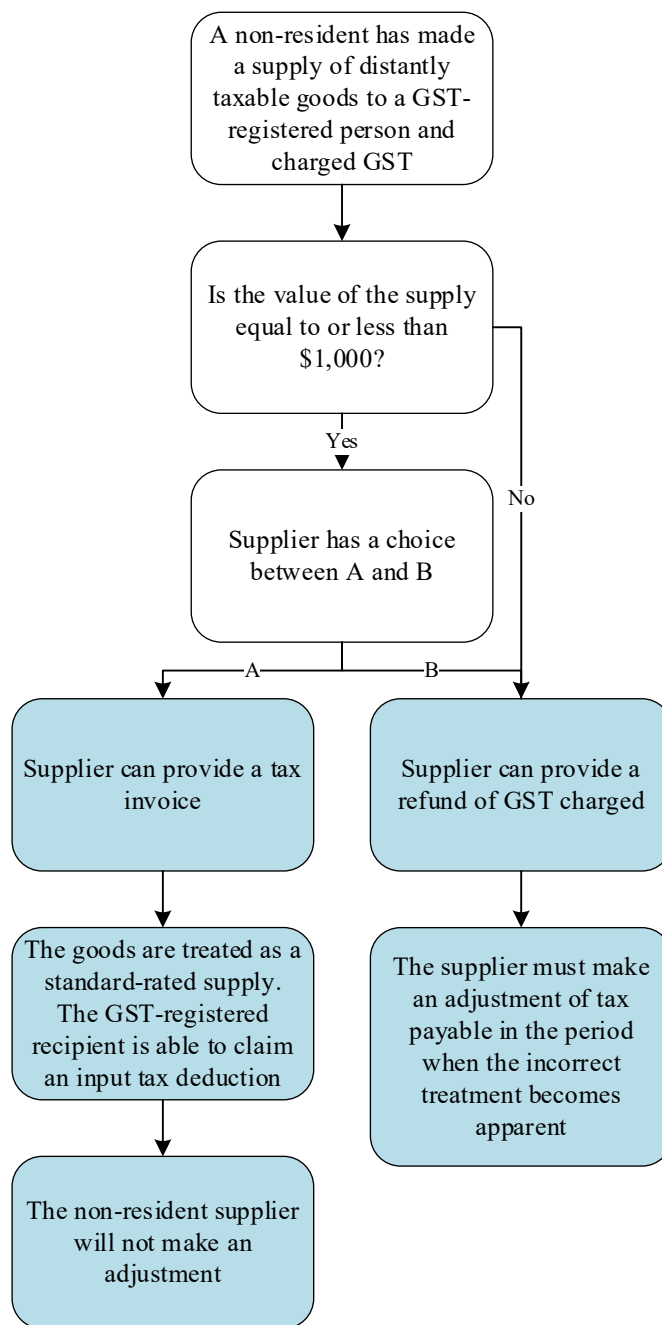 A non-resident has made
a supply of distantly
taxable goods to a GST-
registered person and
charged GST
Is the value of the supply
equal to or less than
$1,000?
Yes
No
Supplier has a choice
between A and B
A
B
Supplier can provide a tax
invoice
Supplier can provide a
refund of GST charged
The goods are treated as a
standard-rated supply.
The GST-registered
recipient is able to claim
an input tax deduction
The supplier must make
an adjustment of tax
payable in the period
when the incorrect
treatment becomes
apparent
The non-resident supplier
will not make an
adjustment